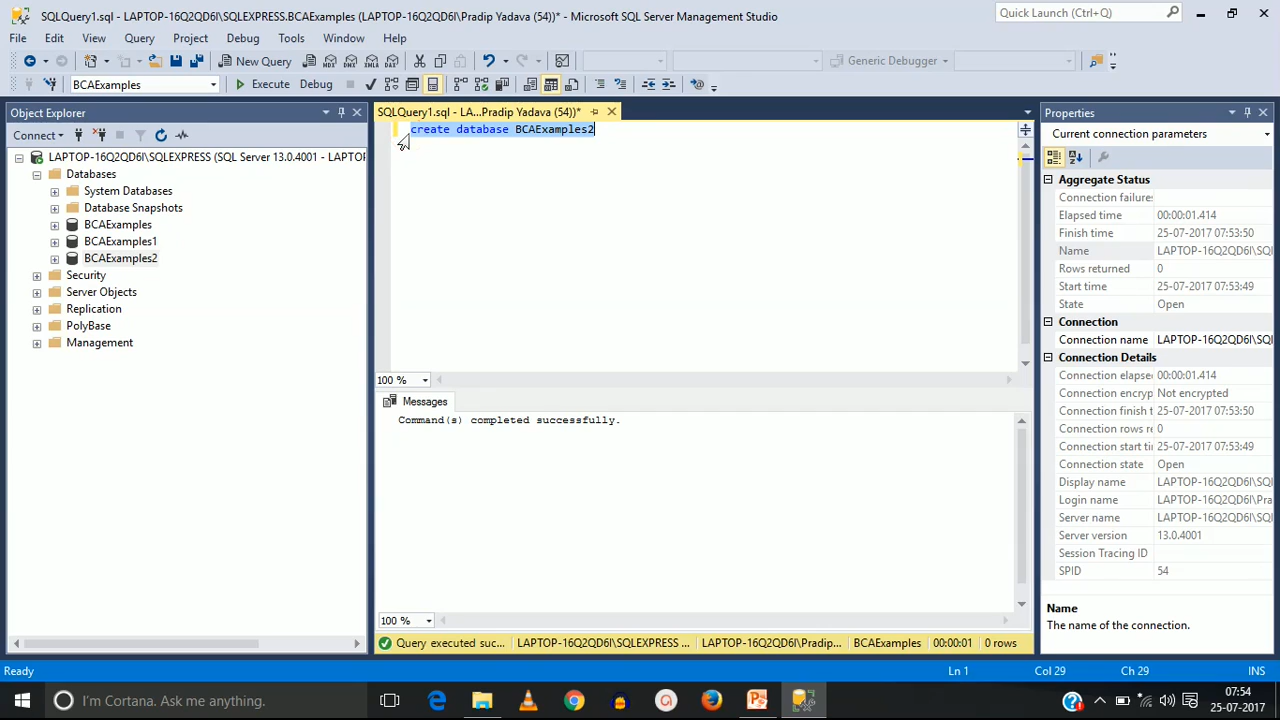 SQLQuery1.sql - LAPTOP-16Q2QD6I\SQLEXPRESS.BCAExamples (LAPTOP-16Q2QD6I\Pradip Yadava (54))* - Microsoft SQL Server Management Studio
Quick Launch (Ctrl+Q)
File Edit View Query Project Debug Tools Window Help
New Query
Generic Debugger
BCAExamples
Execute Debug
Object Explorer
Connect
LAPTOP-16Q2QD6I\SQLEXPRESS (SQL Server 13.0.4001 - LAPTOP
Databases
System Databases
Database Snapshots
BCAExamples
BCAExamples1
BCAExamples2
Security
Server Objects
Replication
PolyBase
Management
SQLQuery1.sql - LA...Pradip Yadava (54))*
create database BCAExamples2
100 %
Messages
Command(s) completed successfully.
100 %
Query executed suc... LAPTOP-16Q2QD6I\SQLEXPRESS ... LAPTOP-16Q2QD6I\Pradip... BCAExamples 00:00:01 0 rows
Properties
Current connection parameters
Aggregate Status
Connection failures
Elapsed time 00:00:01.414
Finish time 25-07-2017 07:53:50
Name LAPTOP-16Q2QD6I\SQI
Rows returned 0
Start time 25-07-2017 07:53:49
State Open
Connection
Connection name LAPTOP-16Q2QD6I\SQI
Connection Details
Connection elapse 00:00:01.414
Connection encryp Not encrypted
Connection finish t 25-07-2017 07:53:50
Connection rows re 0
Connection start tir 25-07-2017 07:53:49
Connection state Open
Display name LAPTOP-16Q2QD6I\SQI
Login name LAPTOP-16Q2QD6I\Pra
Server name LAPTOP-16Q2QD6I\SQI
Server version 13.0.4001
Session Tracing ID
SPID 54
Name
The name of the connection.
Ready Ln 1 Col 29 Ch 29 INS
I'm Cortana. Ask me anything.
07:54
25-07-2017